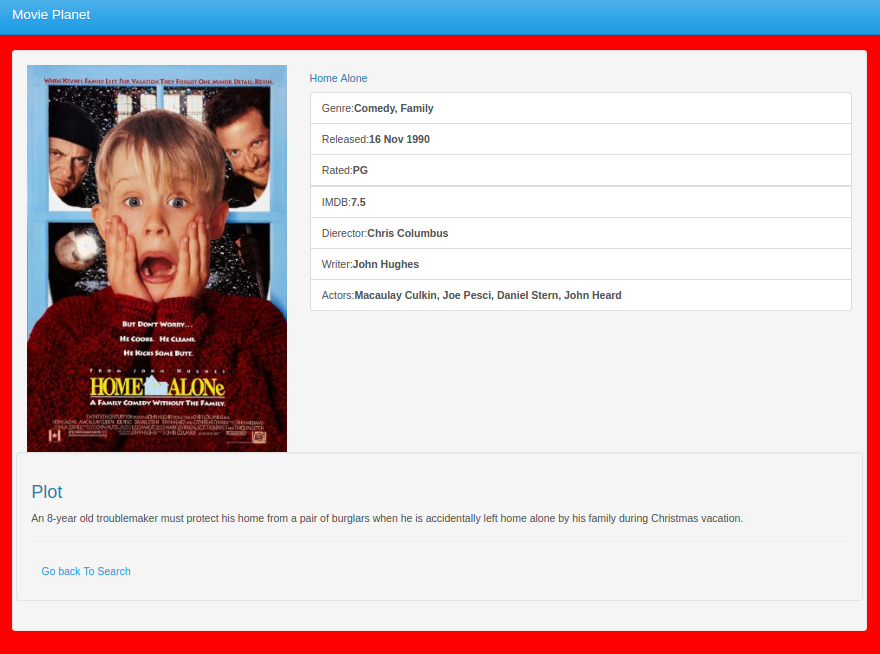 Movie Planet
WHEN KEVIN'S FAMILY LEFT FOR VACATION THEY FORGOT ONE MINOR DETAIL: KEVIN.
BUT DON'T WORRY...
HE COOKS. HE CLEANS.
HE KICKS SOME BUTT.
FROM JOHN HUGHES
HOME ALONe
A FAMILY COMEDY WITHOUT THE FAMILY.
Home Alone
Genre:Comedy, Family
Released:16 Nov 1990
Rated:PG
IMDB:7.5
Dierector:Chris Columbus
Writer:John Hughes
Actors:Macaulay Culkin, Joe Pesci, Daniel Stern, John Heard
Plot
An 8-year old troublemaker must protect his home from a pair of burglars when he is accidentally left home alone by his family during Christmas vacation.
Go back To Search